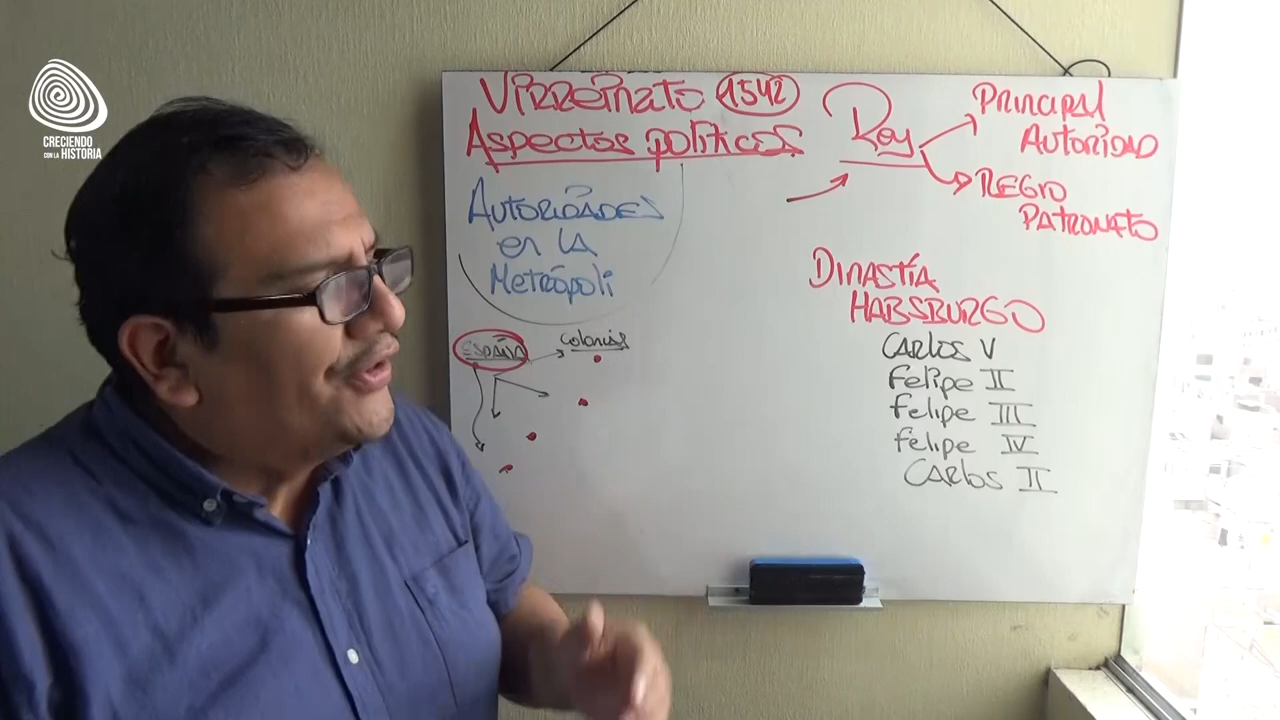 CRECIENDO
CON LA HISTORIA
VIRREINATO 1542
ASPECTOS POLÍTICOS
AUTORIDADES
en LA
Metrópoli
ESPAÑA
colonias
Rey
PRINCIPAL
AUTORIDAD
REGIO
PATRONATO
DINASTÍA
HABSBURGO
CARLOS V
Felipe II
Felipe III
Felipe IV
CARLOS II